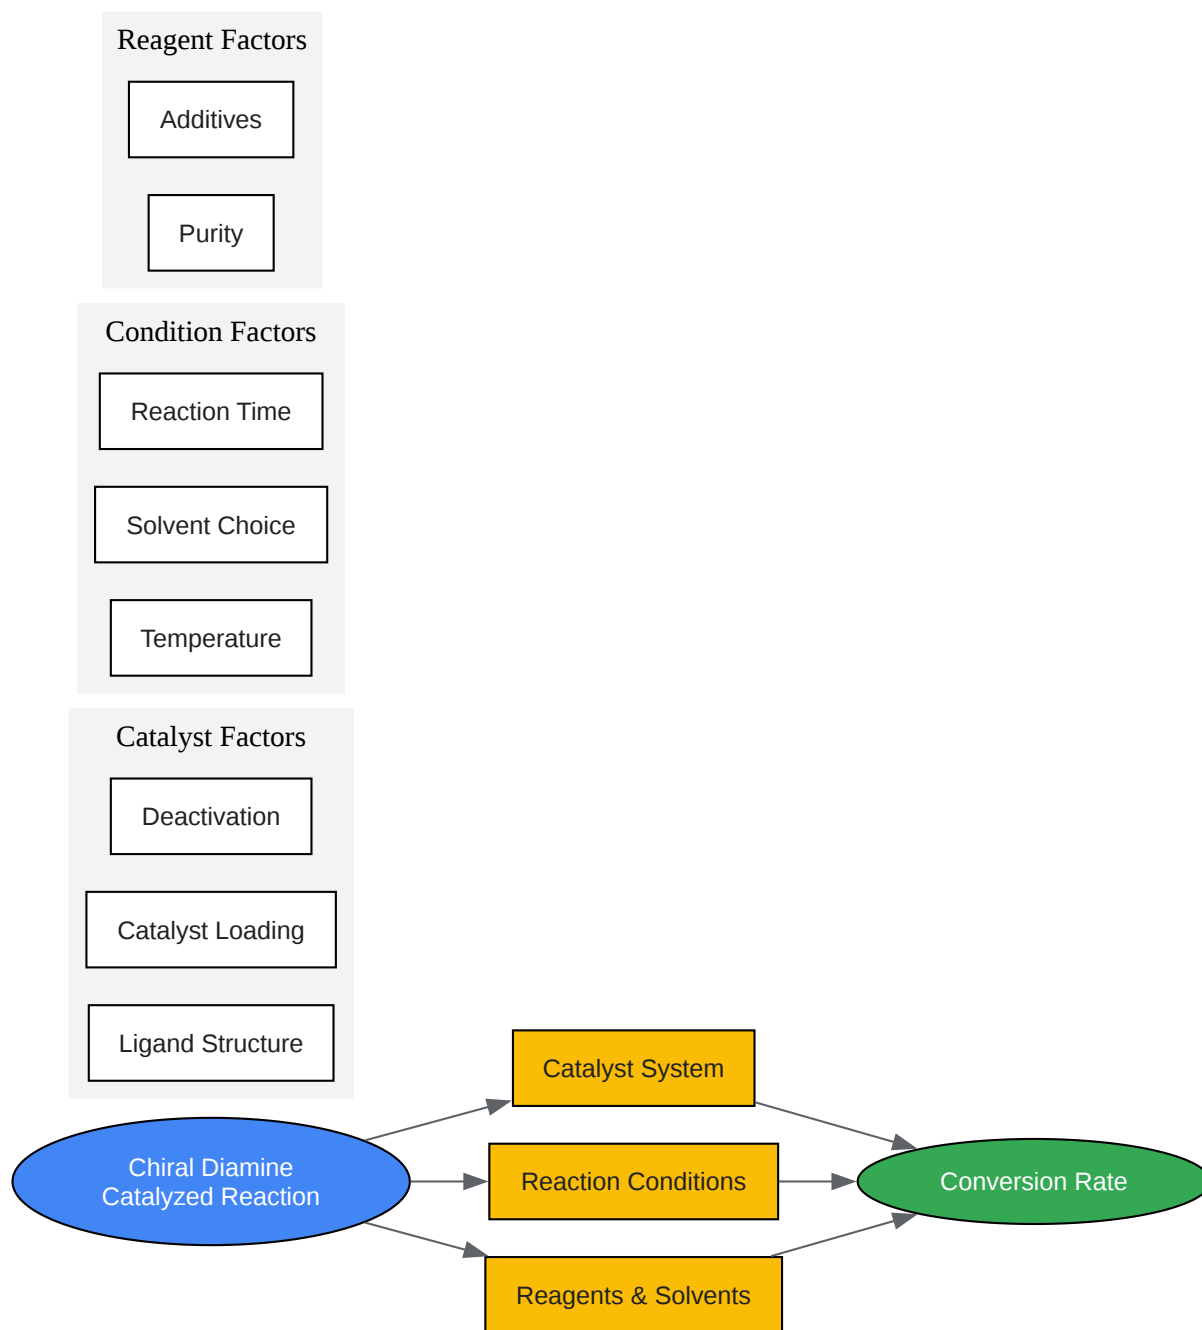 Reagent Factors
Additives
Purity
Condition Factors
Reaction Time
Solvent Choice
Temperature
Catalyst Factors
Deactivation
Catalyst Loading
Ligand Structure
Catalyst System
Chiral Diamine
Catalyzed Reaction
Reaction Conditions
Conversion Rate
Reagents & Solvents